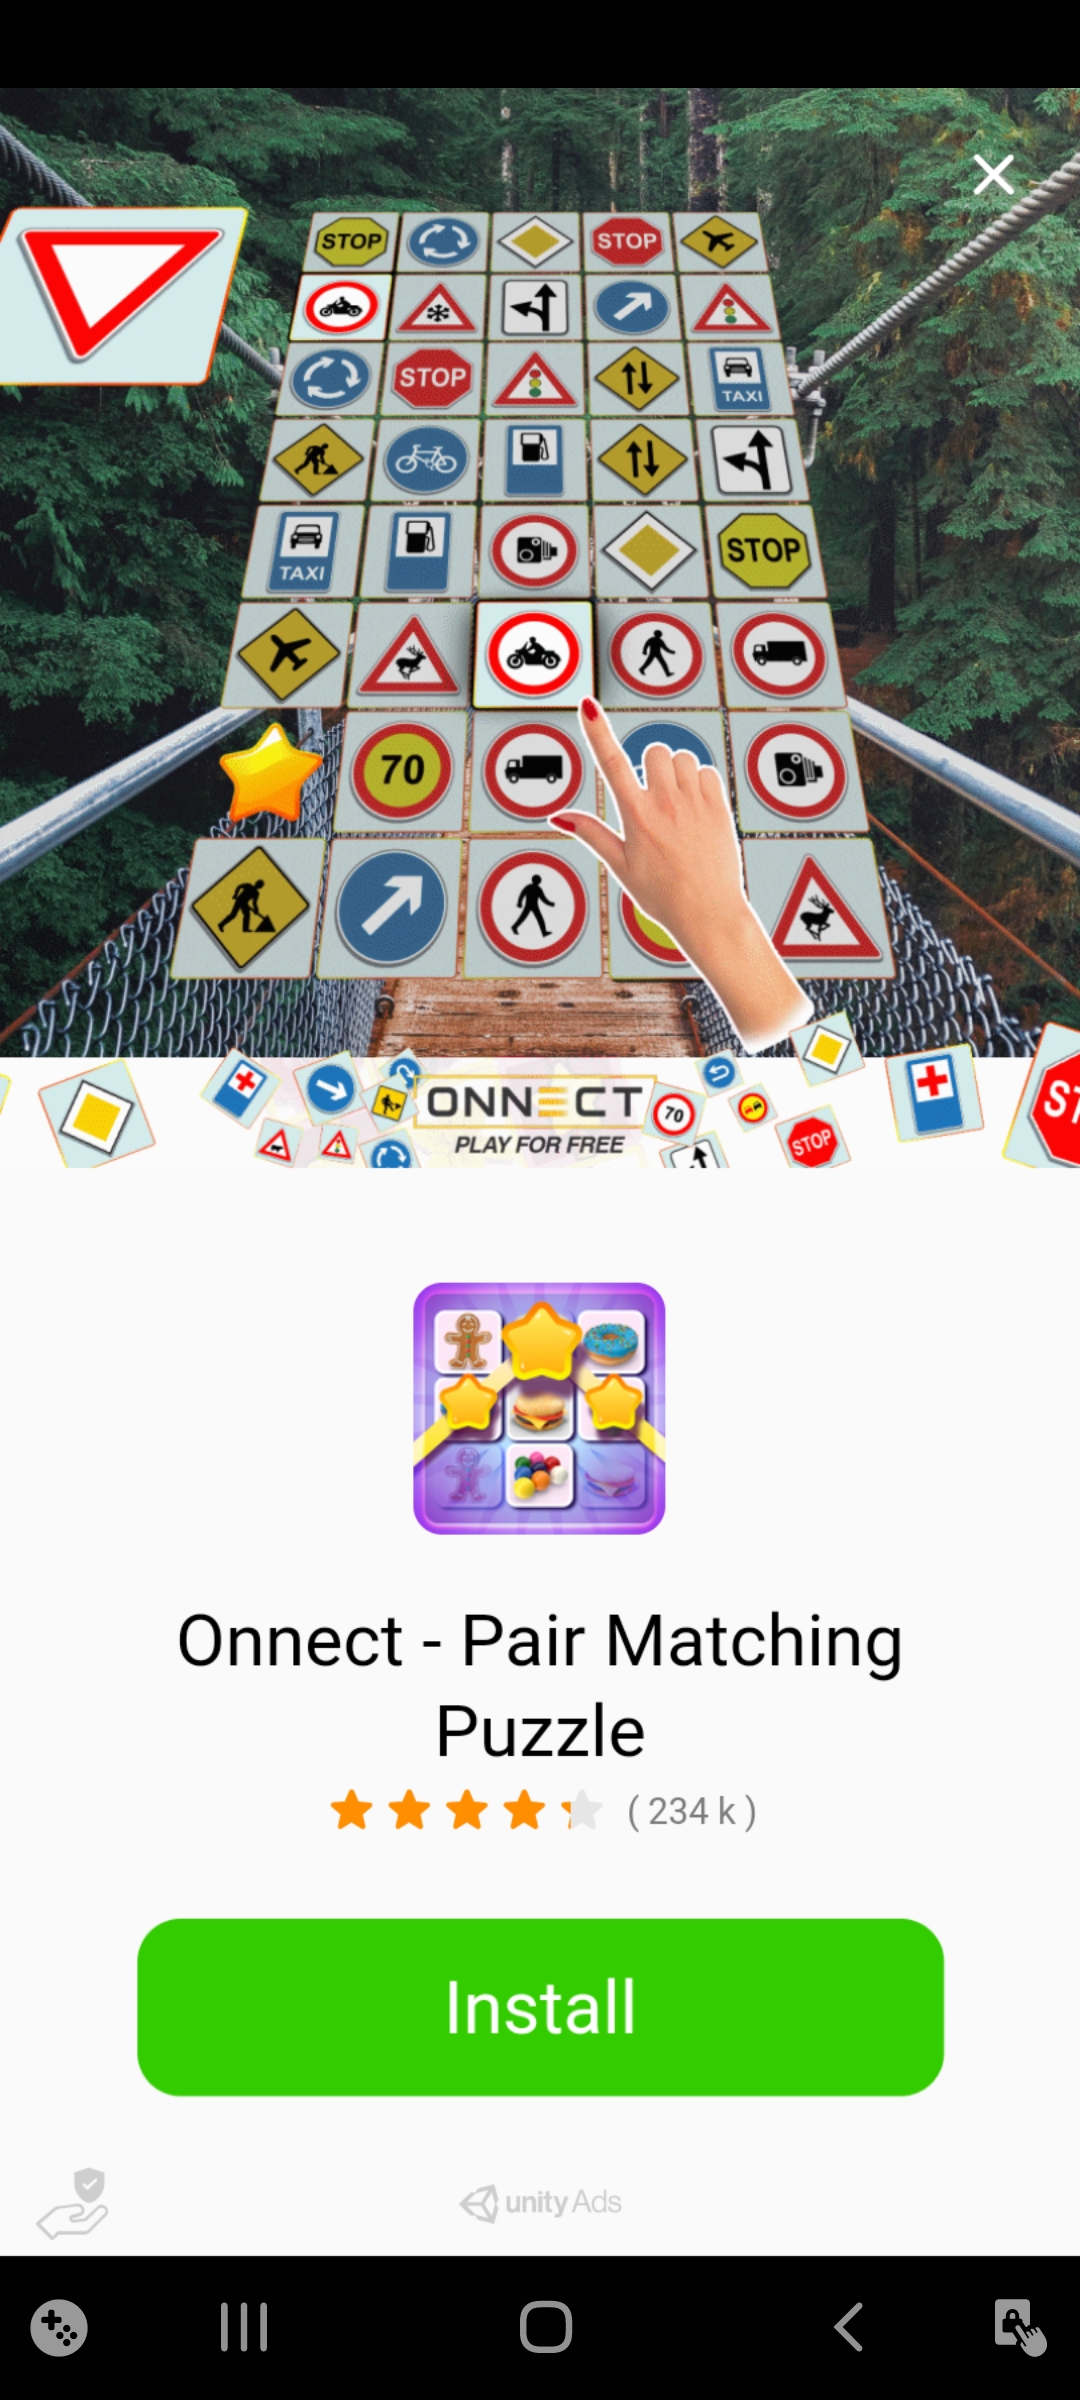 STOP
STOP
STOP
TAXI
TAXI
STOP
70
ONNECT
PLAY FOR FREE
70
STOP
ST
Onnect - Pair Matching
Puzzle
( 234 k )
Install
unity Ads